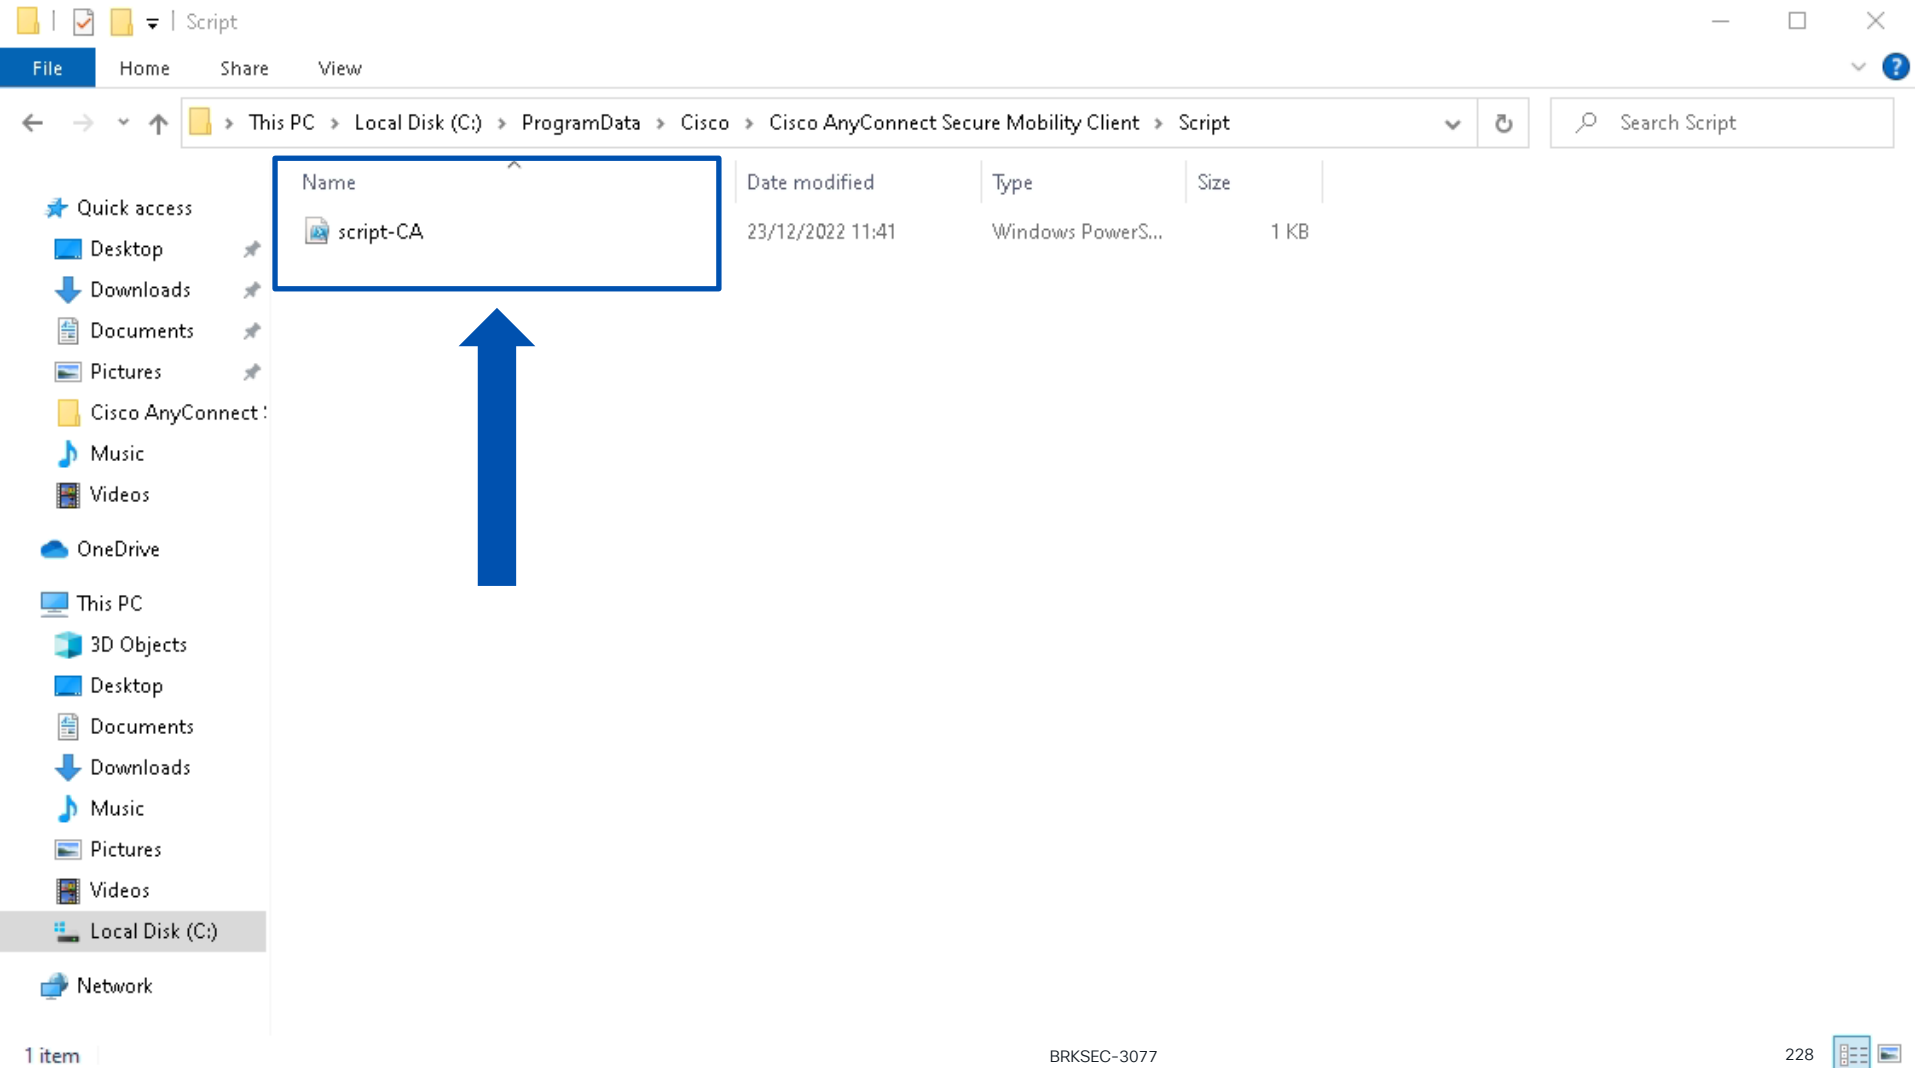 Script
File Home Share View
This PC > Local Disk (C:) > ProgramData > Cisco > Cisco AnyConnect Secure Mobility Client > Script
Search Script
Name Date modified Type Size
script-CA 23/12/2022 11:41 Windows PowerS... 1 KB
Quick access
Desktop
Downloads
Documents
Pictures
Cisco AnyConnect
Music
Videos
OneDrive
This PC
3D Objects
Desktop
Documents
Downloads
Music
Pictures
Videos
Local Disk (C:)
Network
1 item
BRKSEC-3077
228